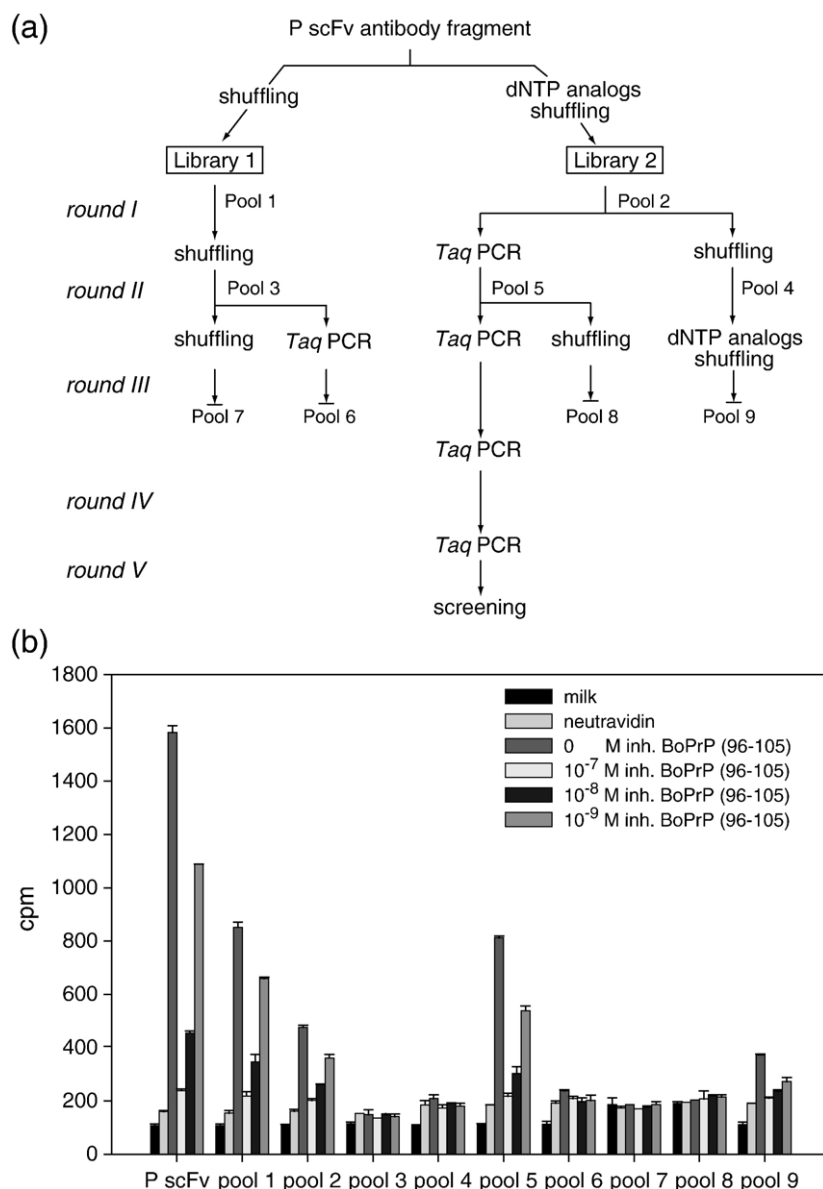 (a)
P scFv antibody fragment
shuffling
dNTP analogs
shuffling
Library 1
Library 2
round I
Pool 1
Pool 2
shuffling
Taq PCR
shuffling
round II
Pool 3
Pool 5
Pool 4
shuffling
Taq PCR
Taq PCR
shuffling
dNTP analogs
shuffling
round III
Pool 7
Pool 6
Pool 8
Pool 9
Taq PCR
round IV
Taq PCR
round V
screening
(b)
1800
1600
1400
1200
1000
800
600
400
200
0
cpm
milk
neutravidin
0 M inh. BoPrP (96-105)
10⁻⁷ M inh. BoPrP (96-105)
10⁻⁸ M inh. BoPrP (96-105)
10⁻⁹ M inh. BoPrP (96-105)
P scFv pool 1 pool 2 pool 3 pool 4 pool 5 pool 6 pool 7 pool 8 pool 9